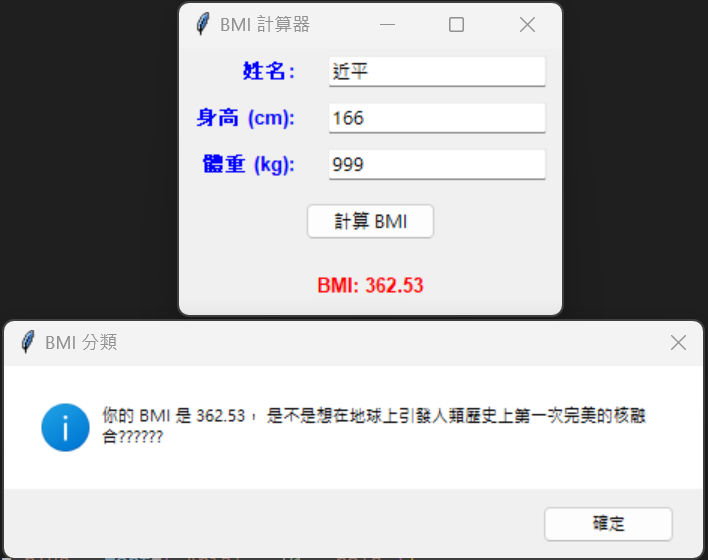 BMI 計算器
姓名:
近平
身高 (cm):
166
體重 (kg):
999
計算 BMI
BMI: 362.53
BMI 分類
你的 BMI 是 362.53， 是不是想在地球上引發人類歷史上第一次完美的核融
合??????
確定